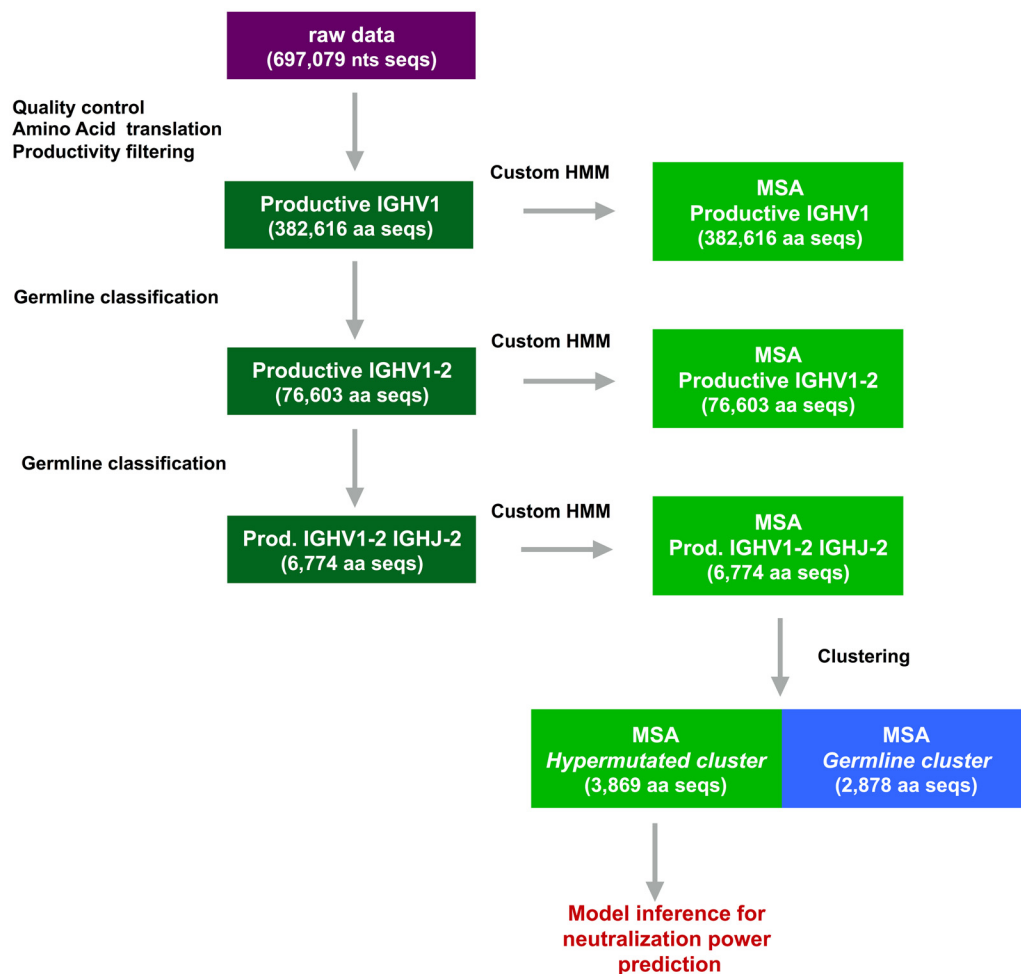 raw data
(697,079 nts seqs)
Quality control
Amino Acid translation
Productivity filtering
Custom HMM
Productive IGHV1
(382,616 aa seqs)
MSA
Productive IGHV1
(382,616 aa seqs)
Germline classification
Custom HMM
Productive IGHV1-2
(76,603 aa seqs)
MSA
Productive IGHV1-2
(76,603 aa seqs)
Germline classification
Custom HMM
Prod. IGHV1-2 IGHJ-2
(6,774 aa seqs)
MSA
Prod. IGHV1-2 IGHJ-2
(6,774 aa seqs)
Clustering
MSA
Hypermutated cluster
(3,869 aa seqs)
MSA
Germline cluster
(2,878 aa seqs)
Model inference for
neutralization power
prediction